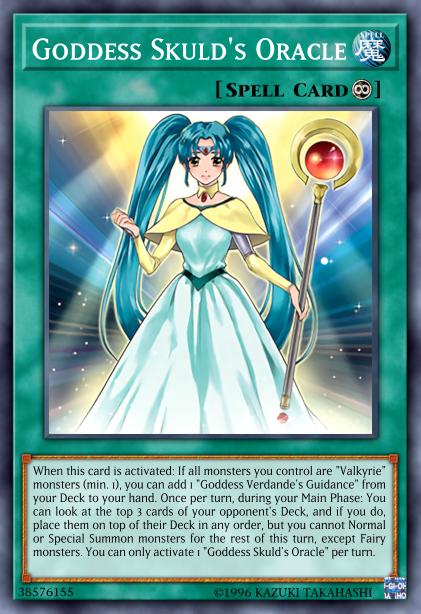 Goddess Skuld's Oracle
SPELL
魔
[Spell Card]
When this card is activated: If all monsters you control are "Valkyrie"
monsters (min. 1), you can add 1 "Goddess Verdande's Guidance" from
your Deck to your hand. Once per turn, during your Main Phase: You
can look at the top 3 cards of your opponent's Deck, and if you do,
place them on top of their Deck in any order, but you cannot Normal
or Special Summon monsters for the rest of this turn, except Fairy
monsters. You can only activate 1 "Goddess Skuld's Oracle" per turn.
38576155
©1996 KAZUKI TAKAHASHI